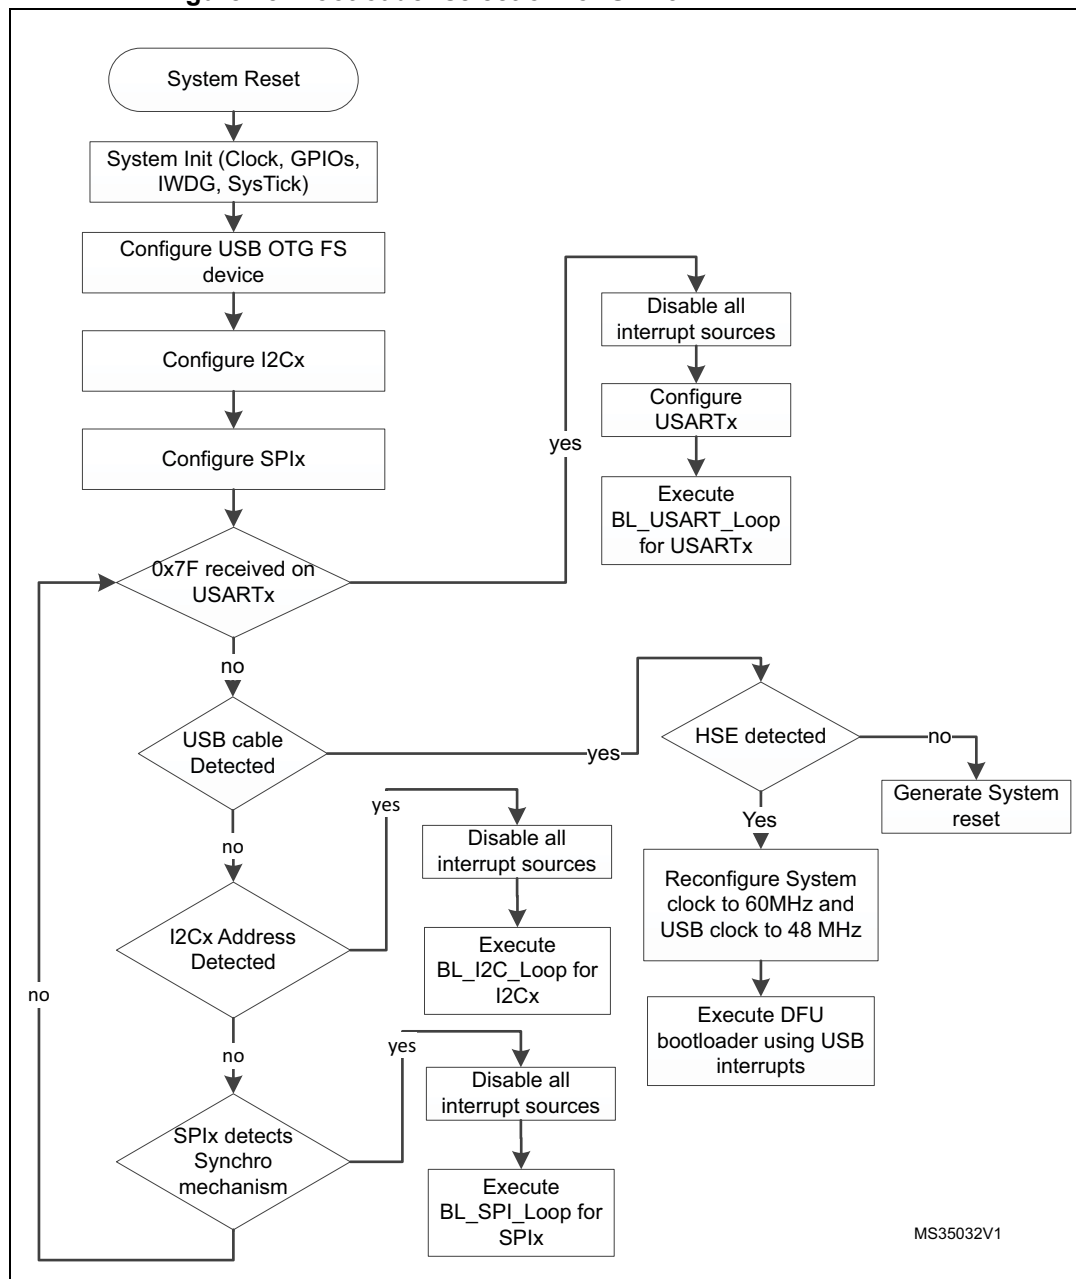 System Reset
System Init (Clock, GPIOs,
IWDG, SysTick)
Configure USB OTG FS
device
Configure I2Cx
Configure SPIx
0x7F received on
USARTx
yes
Disable all
interrupt sources
Configure
USARTx
Execute
BL_USART_Loop
for USARTx
no
USB cable
Detected
yes
HSE detected
no
Generate System
reset
Yes
Reconfigure System
clock to 60MHz and
USB clock to 48 MHz
Execute DFU
bootloader using USB
interrupts
no
I2Cx Address
Detected
yes
Disable all
interrupt sources
Execute
BL_I2C_Loop for
I2Cx
no
SPIx detects
Synchro
mechanism
yes
Disable all
interrupt sources
Execute
BL_SPI_Loop for
SPIx
no
MS35032V1